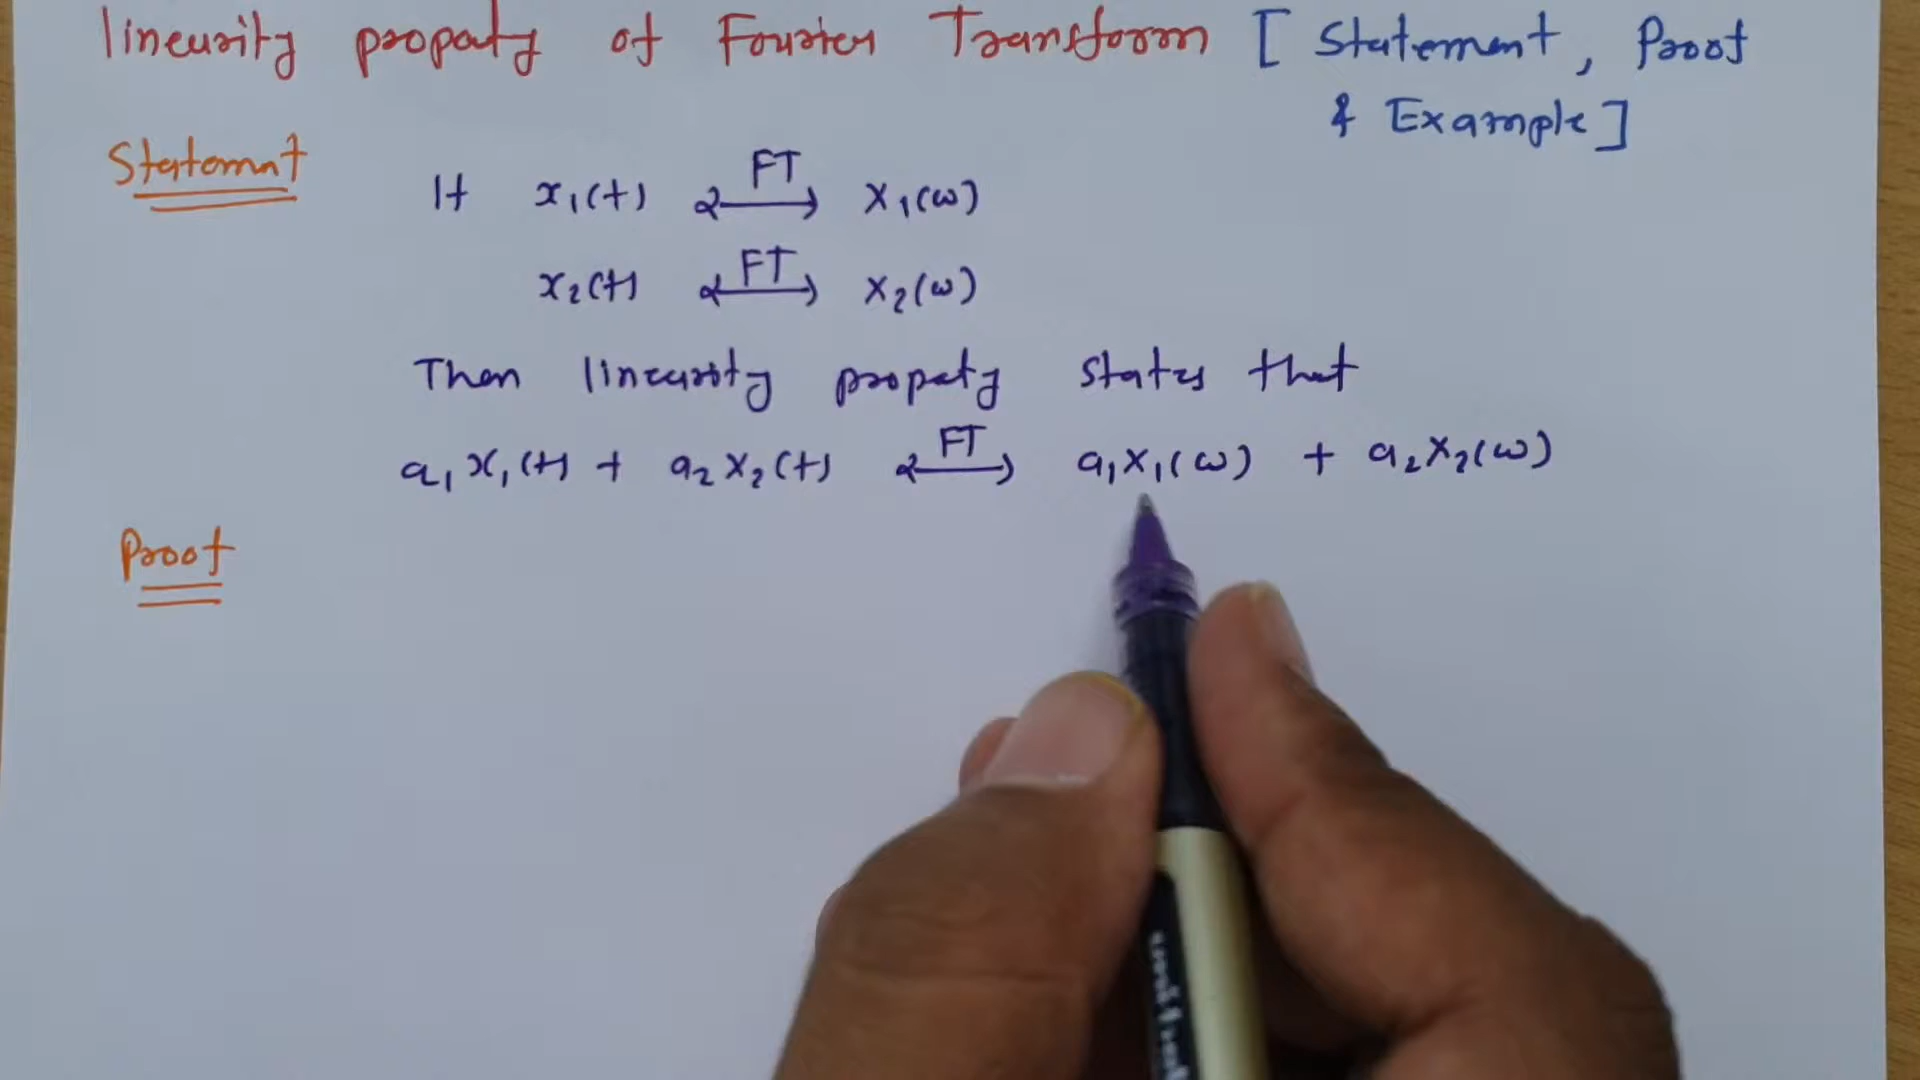 linearity property of Fourier Transform [ Statement, Proof
& Example ]
Statement
If x₁(t) ⟷ FT X₁(ω)
x₂(t) ⟷ FT X₂(ω)
Then linearity property states that
a₁x₁(t) + a₂x₂(t) ⟷ FT a₁X₁(ω) + a₂X₂(ω)
Proof